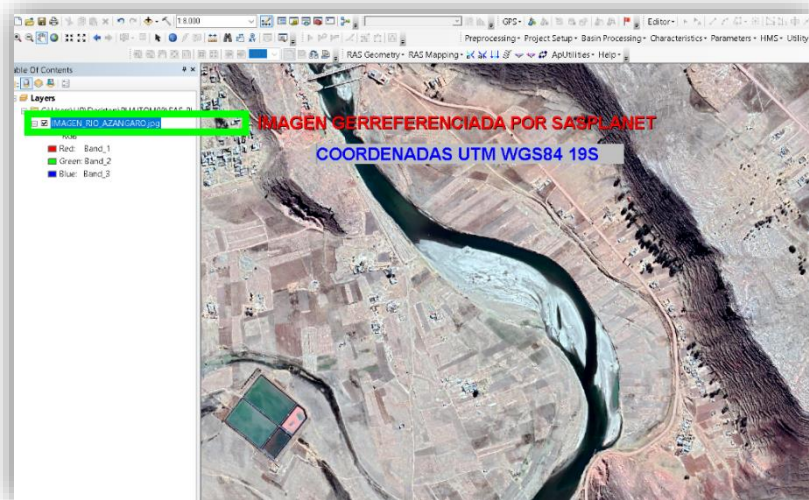 1:8.000
GPS
Editor
Preprocessing Project Setup Basin Processing Characteristics Parameters HMS Utility
RAS Geometry RAS Mapping ApUtilities Help
able Of Contents
Layers
IMAGEN_RIO_AZANGARO.jpg
Red: Band_1
Green: Band_2
Blue: Band_3
IMAGEN GERREFERENCIADA POR SASPLANET
COORDENADAS UTM WGS84 19S